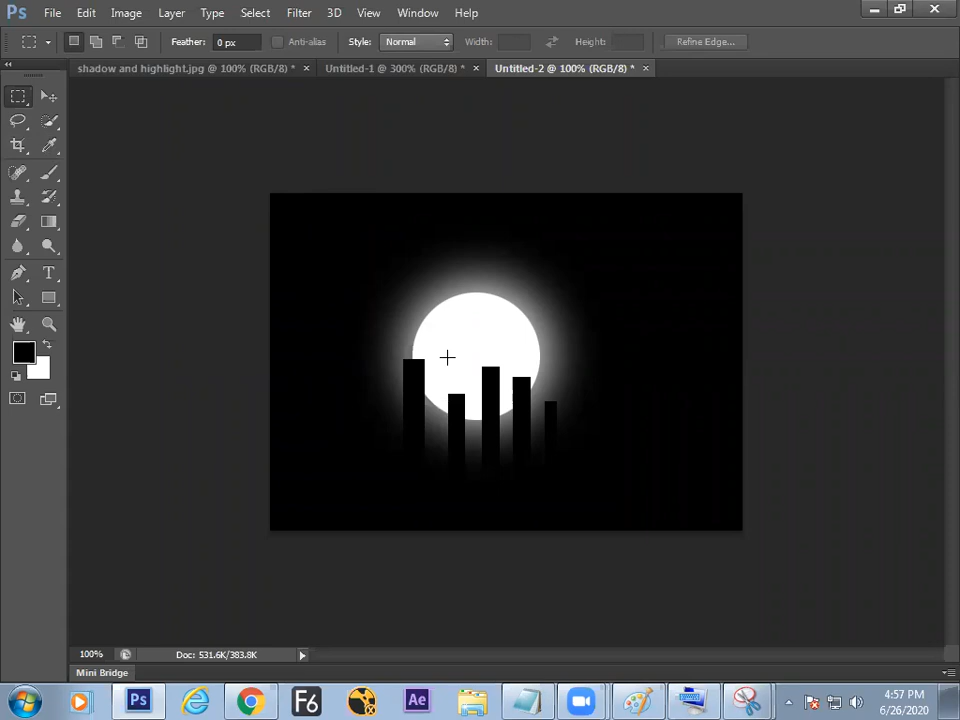 Ps File Edit Image Layer Type Select Filter 3D View Window Help
Feather: 0 px Anti-alias Style: Normal Width: Height: Refine Edge...
shadow and highlight.jpg @ 100% (RGB/8) * × Untitled-1 @ 300% (RGB/8) * × Untitled-2 @ 100% (RGB/8) * ×
T
100% Doc: 531.6K/383.8K
Mini Bridge
Ps F6 Ae 4:57 PM
6/26/2020